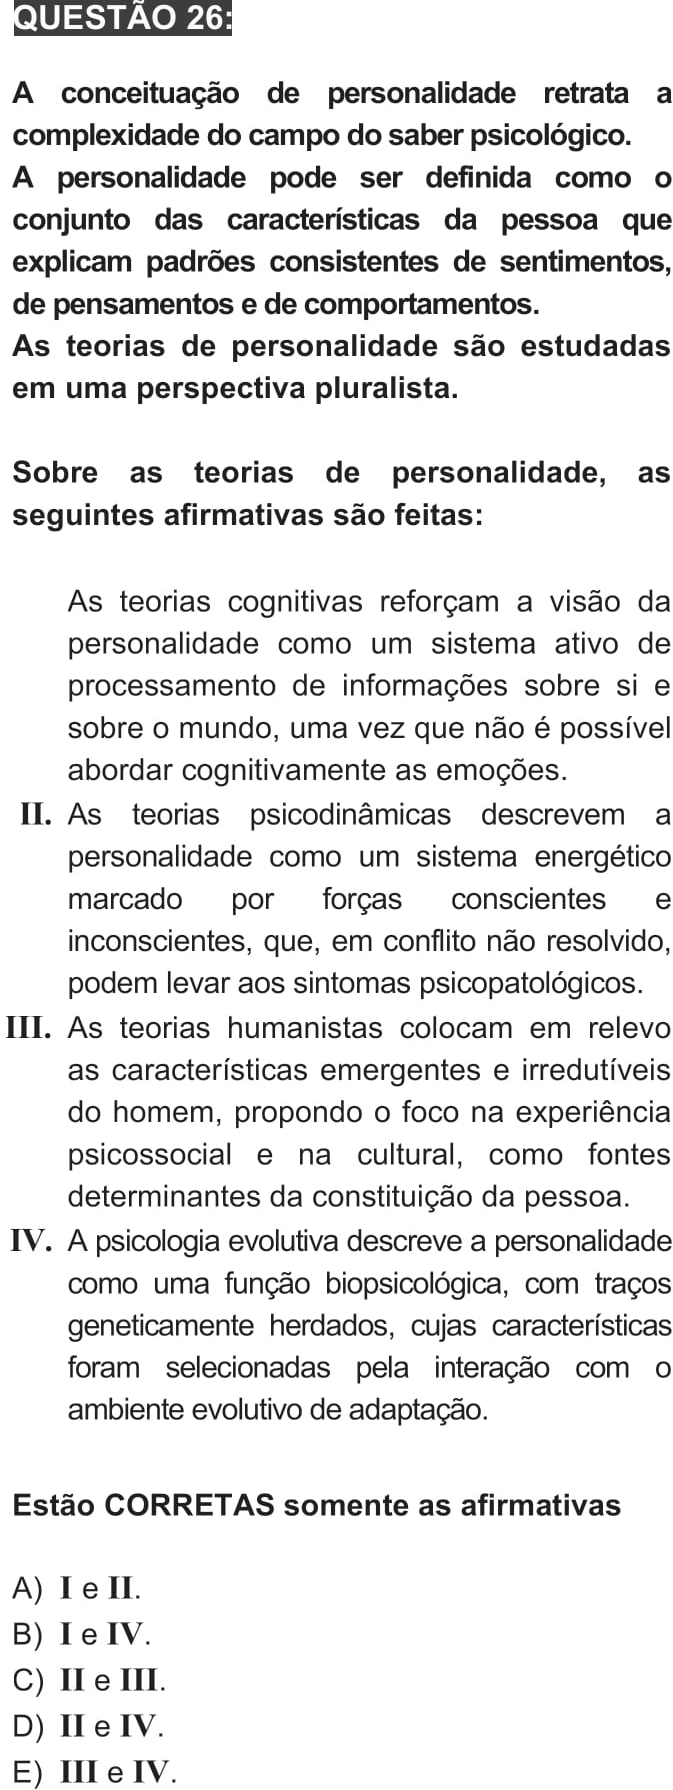 QUESTÃO 26:
A conceituação de personalidade retrata a
complexidade do campo do saber psicológico.
A personalidade pode ser definida como o
conjunto das características da pessoa que
explicam padrões consistentes de sentimentos,
de pensamentos e de comportamentos.
As teorias de personalidade são estudadas
em uma perspectiva pluralista.
Sobre as teorias de personalidade, as
seguintes afirmativas são feitas:
As teorias cognitivas reforçam a visão da
personalidade como um sistema ativo de
processamento de informações sobre si e
sobre o mundo, uma vez que não é possível
abordar cognitivamente as emoções.
II. As teorias psicodinâmicas descrevem a
personalidade como um sistema energético
marcado por forças conscientes e
inconscientes, que, em conflito não resolvido,
podem levar aos sintomas psicopatológicos.
III. As teorias humanistas colocam em relevo
as características emergentes e irredutíveis
do homem, propondo o foco na experiência
psicossocial e na cultural, como fontes
determinantes da constituição da pessoa.
IV. A psicologia evolutiva descreve a personalidade
como uma função biopsicológica, com traços
geneticamente herdados, cujas características
foram selecionadas pela interação com o
ambiente evolutivo de adaptação.
Estão CORRETAS somente as afirmativas
A) I e II.
B) I e IV.
C) II e III.
D) II e IV.
E) III e IV.